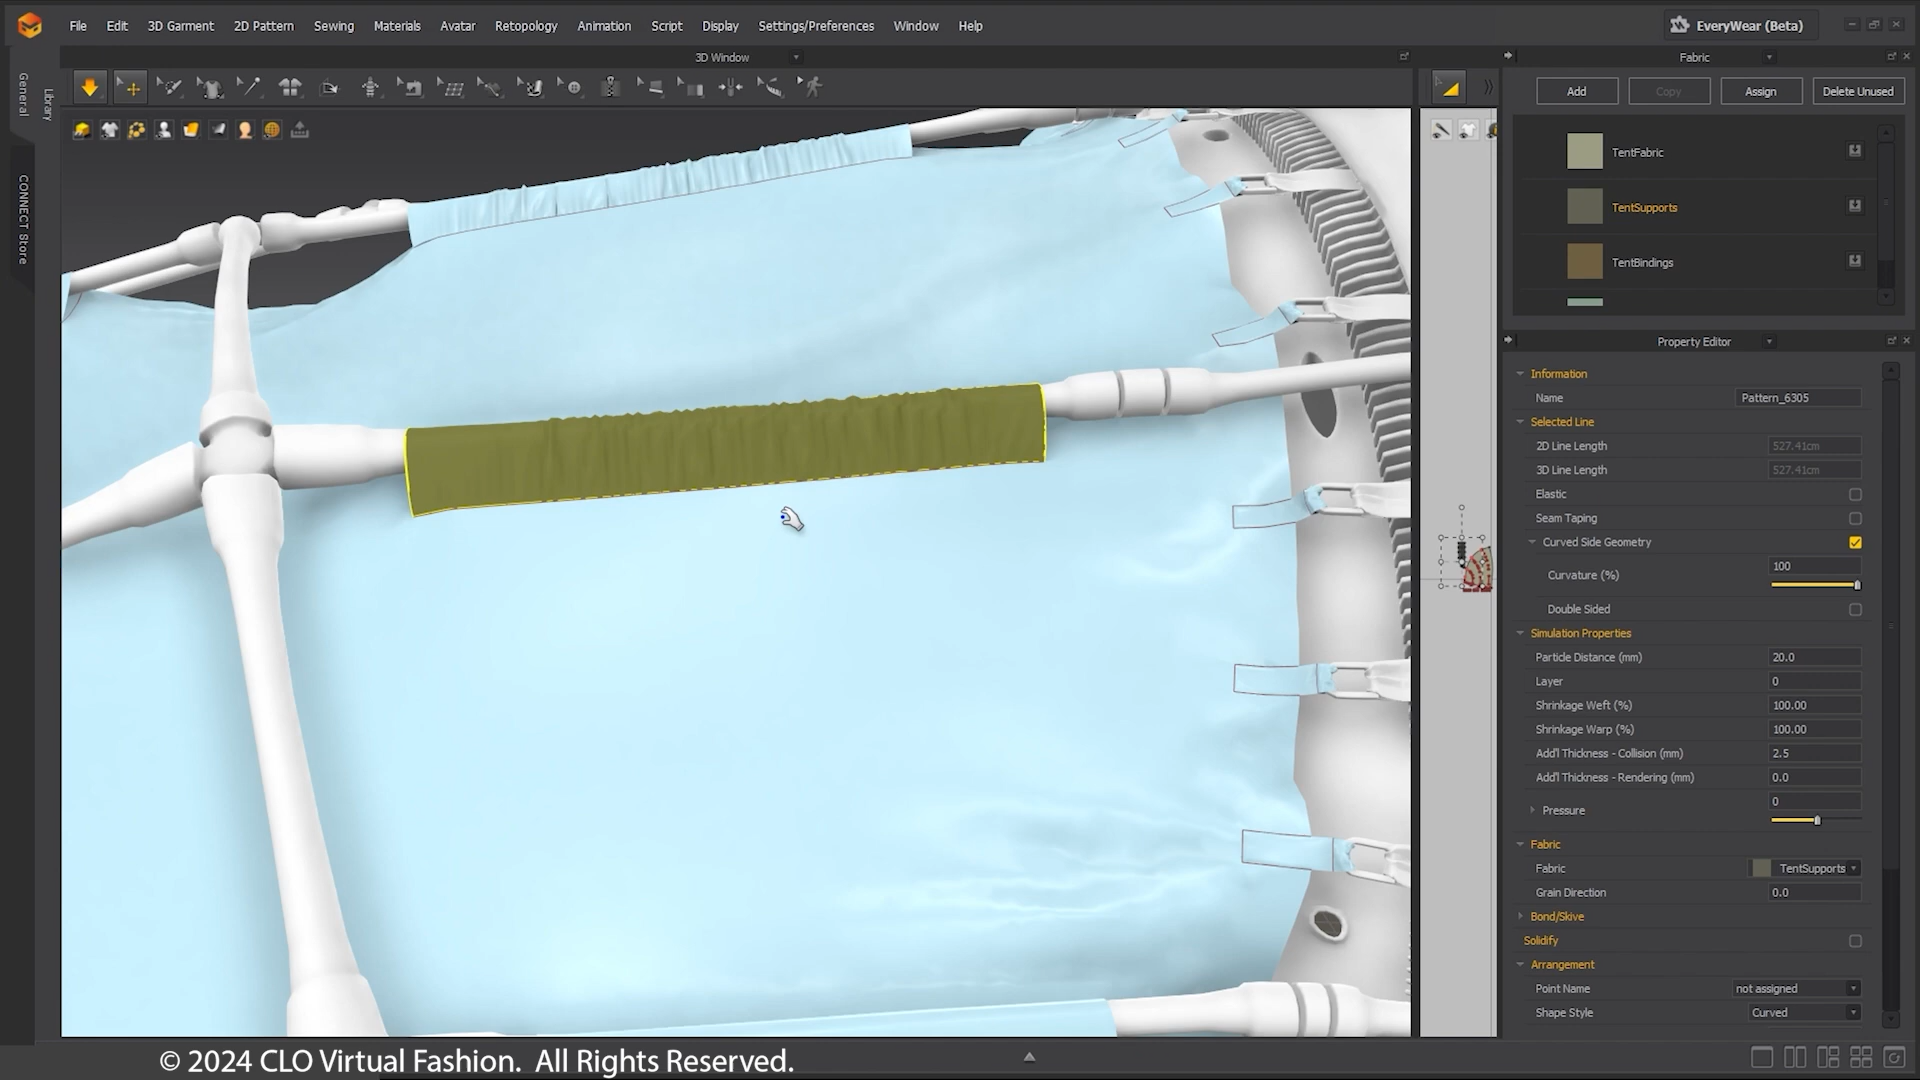 File Edit 3D Garment 2D Pattern Sewing Materials Avatar Retopology Animation Script Display Settings/Preferences Window Help
EveryWear (Beta)
3D Window
General
Library
CONNECT Store
Fabric
Add Copy Assign Delete Unused
TentFabric
TentSupports
TentBindings
Property Editor
Information
Name Pattern_6305
Selected Line
2D Line Length 527.41cm
3D Line Length 527.41cm
Elastic
Seam Taping
Curved Side Geometry
Curvature (%) 100
Double Sided
Simulation Properties
Particle Distance (mm) 20.0
Layer 0
Shrinkage Weft (%) 100.00
Shrinkage Warp (%) 100.00
Add'l Thickness - Collision (mm) 2.5
Add'l Thickness - Rendering (mm) 0.0
Pressure 0
Fabric
Fabric TentSupports
Grain Direction 0.0
Bond/Skive
Solidify
Arrangement
Point Name not assigned
Shape Style Curved
© 2024 CLO Virtual Fashion. All Rights Reserved.